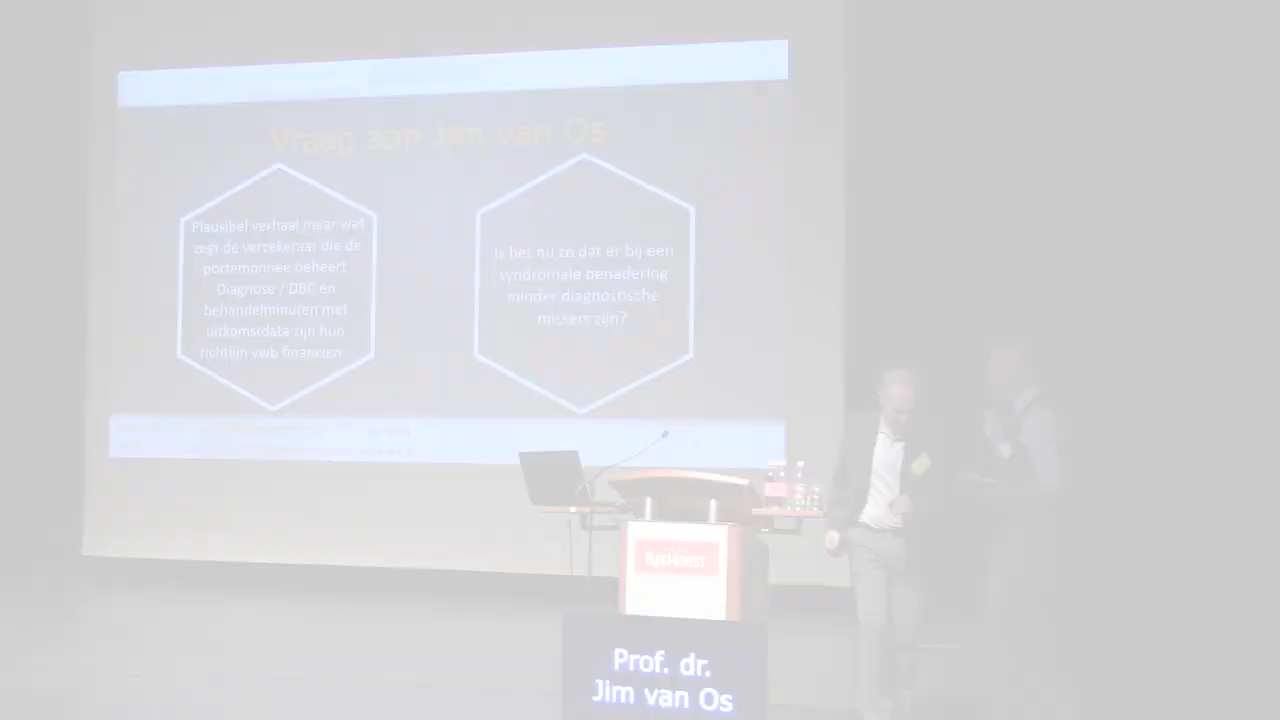 Vraag aan Jim van Os
Plausibel verhaal maar wat
zegt de verzekeraar die de
portemonnee beheert
Diagnose / DBC en
behandelminuten met
uitkomstdata zijn hun
richtlijn vwb financien
Is het nu zo dat er bij een
syndromale benadering
minder diagnostische
missers zijn?
REEHORST
Prof. dr.
Jim van Os